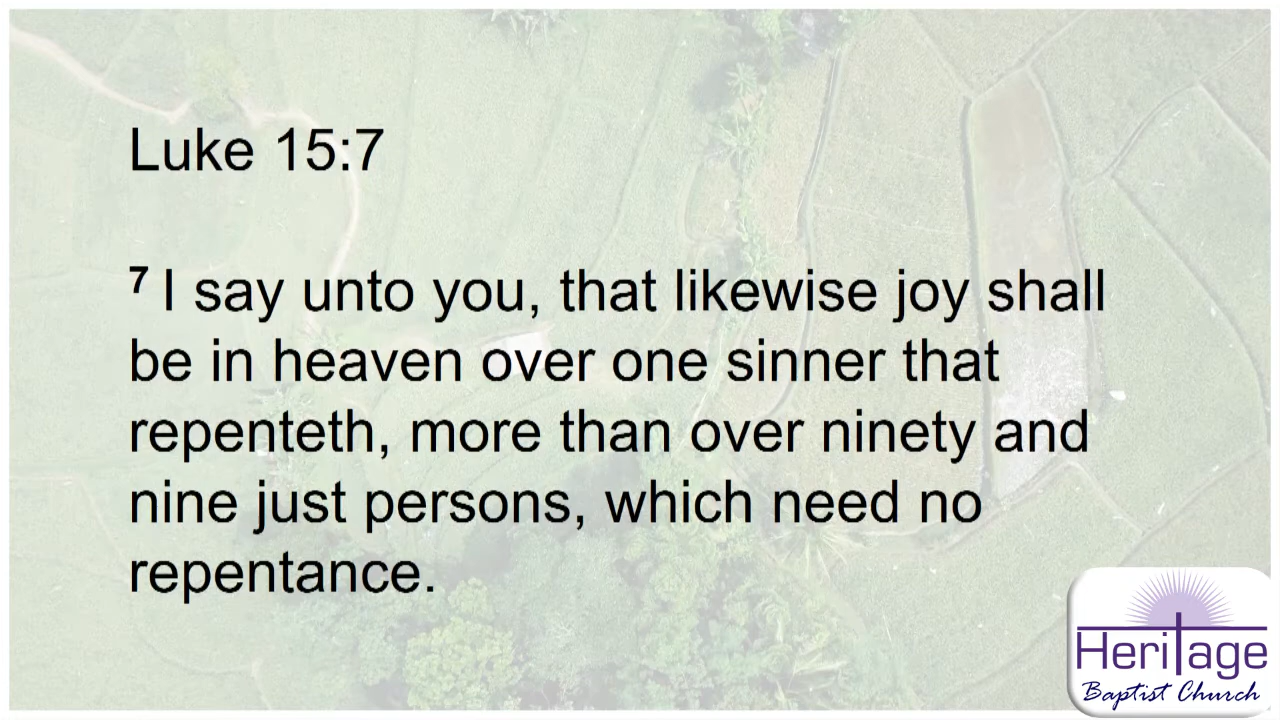 Luke 15:7
7 I say unto you, that likewise joy shall
be in heaven over one sinner that
repenteth, more than over ninety and
nine just persons, which need no
repentance.
Heritage
Baptist Church